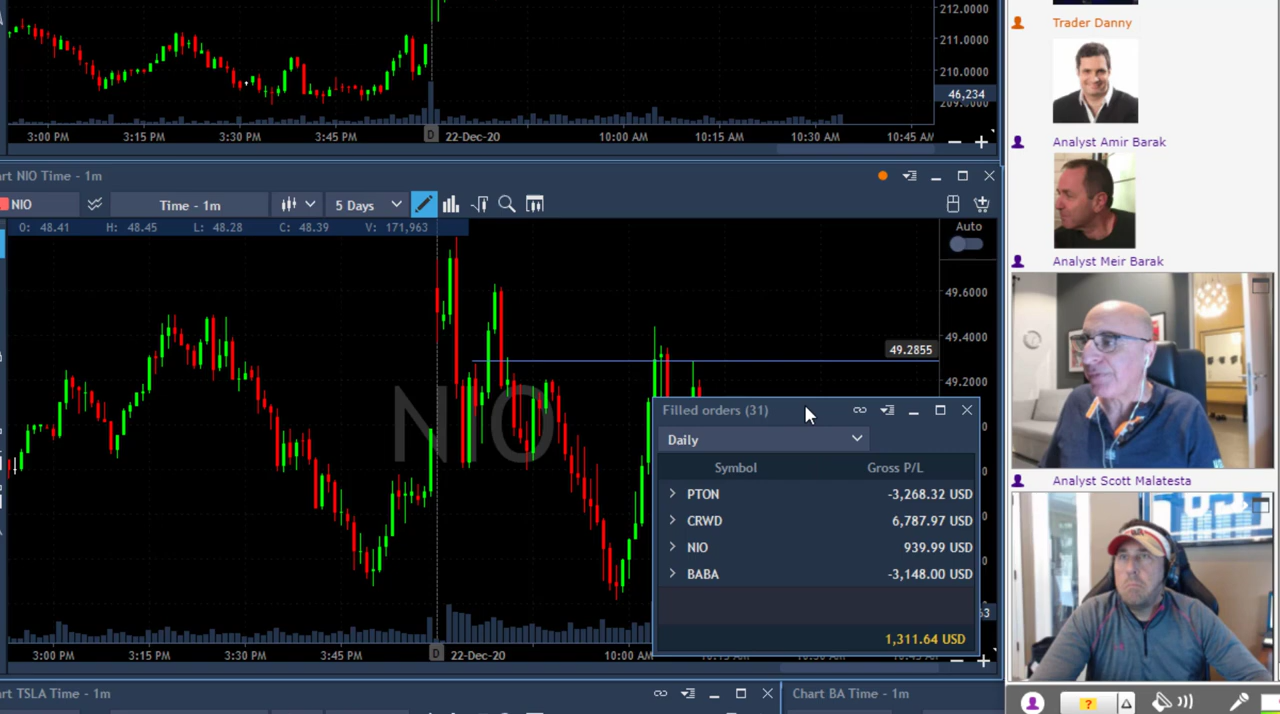 212.0000
211.0000
210.0000
46,234
3:00 PM 3:15 PM 3:30 PM 3:45 PM D 22-Dec-20 10:00 AM 10:15 AM 10:30 AM 10:45 AM
rt NIO Time - 1m
NIO Time - 1m 5 Days
O: 48.41 H: 48.45 L: 48.28 C: 48.39 V: 171,963
Auto
49.6000
49.4000
49.2855
49.2000
NIO
Filled orders (31)
Daily
Symbol Gross P/L
PTON -3,268.32 USD
CRWD 6,787.97 USD
NIO 939.99 USD
BABA -3,148.00 USD
1,311.64 USD
3:00 PM 3:15 PM 3:30 PM 3:45 PM D 22-Dec-20 10:00 AM
rt TSLA Time - 1m
Chart BA Time - 1m
Trader Danny
Analyst Amir Barak
Analyst Meir Barak
Analyst Scott Malatesta
?